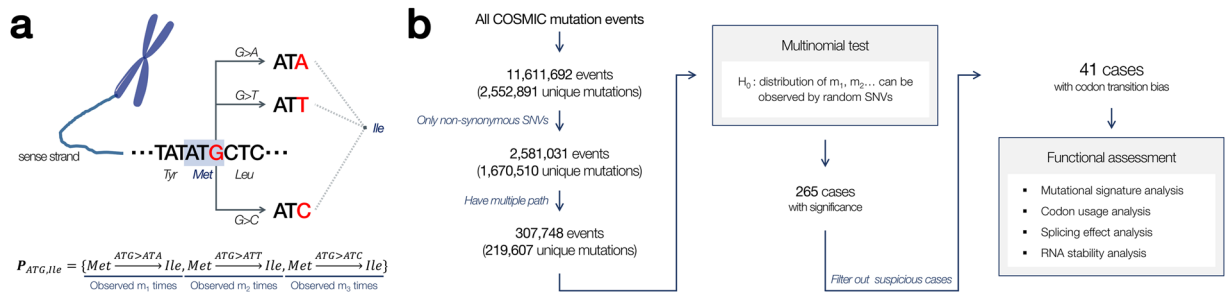 a
G>A
ATA
G>T
ATT
Ile
sense strand
···TATATGCTC···
Tyr Met Leu
G>C
ATC
P_ATG,Ile = {Met ATG>ATA→ Ile, Met ATG>ATT→ Ile, Met ATG>ATC→ Ile}
Observed m₁ times Observed m₂ times Observed m₃ times
b
All COSMIC mutation events
11,611,692 events
(2,552,891 unique mutations)
Only non-synonymous SNVs
2,581,031 events
(1,670,510 unique mutations)
Have multiple path
307,748 events
(219,607 unique mutations)
Multinomial test
H₀ : distribution of m₁, m₂... can be
observed by random SNVs
265 cases
with significance
Filter out suspicious cases
41 cases
with codon transition bias
Functional assessment
▪ Mutational signature analysis
▪ Codon usage analysis
▪ Splicing effect analysis
▪ RNA stability analysis